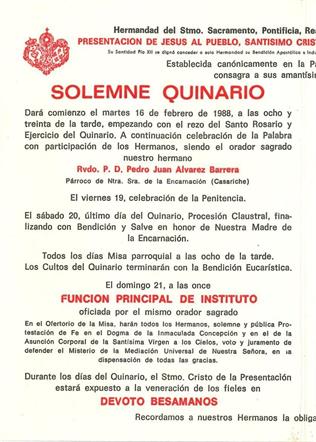 Hermandad del Stmo. Sacramento, Pontificia, Rea
PRESENTACION DE JESUS AL PUEBLO, SANTISIMO CRIST
Su Santidad Pío XII se dignó conceder a esta Hermandad su Bendición Apostólica e Indu
Establecida canónicamente en la Pa
consagra a sus amantísim
SOLEMNE QUINARIO
Dará comienzo el martes 16 de febrero de 1988, a las ocho y
treinta de la tarde, empezando con el rezo del Santo Rosario y
Ejercicio del Quinario. A continuación celebración de la Palabra
con participación de los Hermanos, siendo el orador sagrado
nuestro hermano
Rvdo. P. D. Pedro Juan Alvarez Barrera
Párroco de Ntra. Sra. de la Encarnación (Casariche)
El viernes 19, celebración de la Penitencia.
El sábado 20, último día del Quinario, Procesión Claustral, fina-
lizando con Bendición y Salve en honor de Nuestra Madre de
la Encarnación.
Todos los días Misa parroquial a las ocho de la tarde.
Los Cultos del Quinario terminarán con la Bendición Eucarística.
El domingo 21, a las once
FUNCION PRINCIPAL DE INSTITUTO
oficiada por el mismo orador sagrado
En el Ofertorio de la Misa, harán todos los Hermanos, solemne y pública Pro-
testación de Fe en el Dogma de la Inmaculada Concepción y en el de
la Asunción Corporal de la Santísima Virgen a los Cielos, voto y juramento de
defender el Misterio de la Mediación Universal de Nuestra Señora, en la
dispensación de todas las gracias.
Durante los días del Quinario, el Stmo. Cristo de la Presentación
estará expuesto a la veneración de los fieles en
DEVOTO BESAMANOS
Recordamos a nuestros Hermanos la obliga